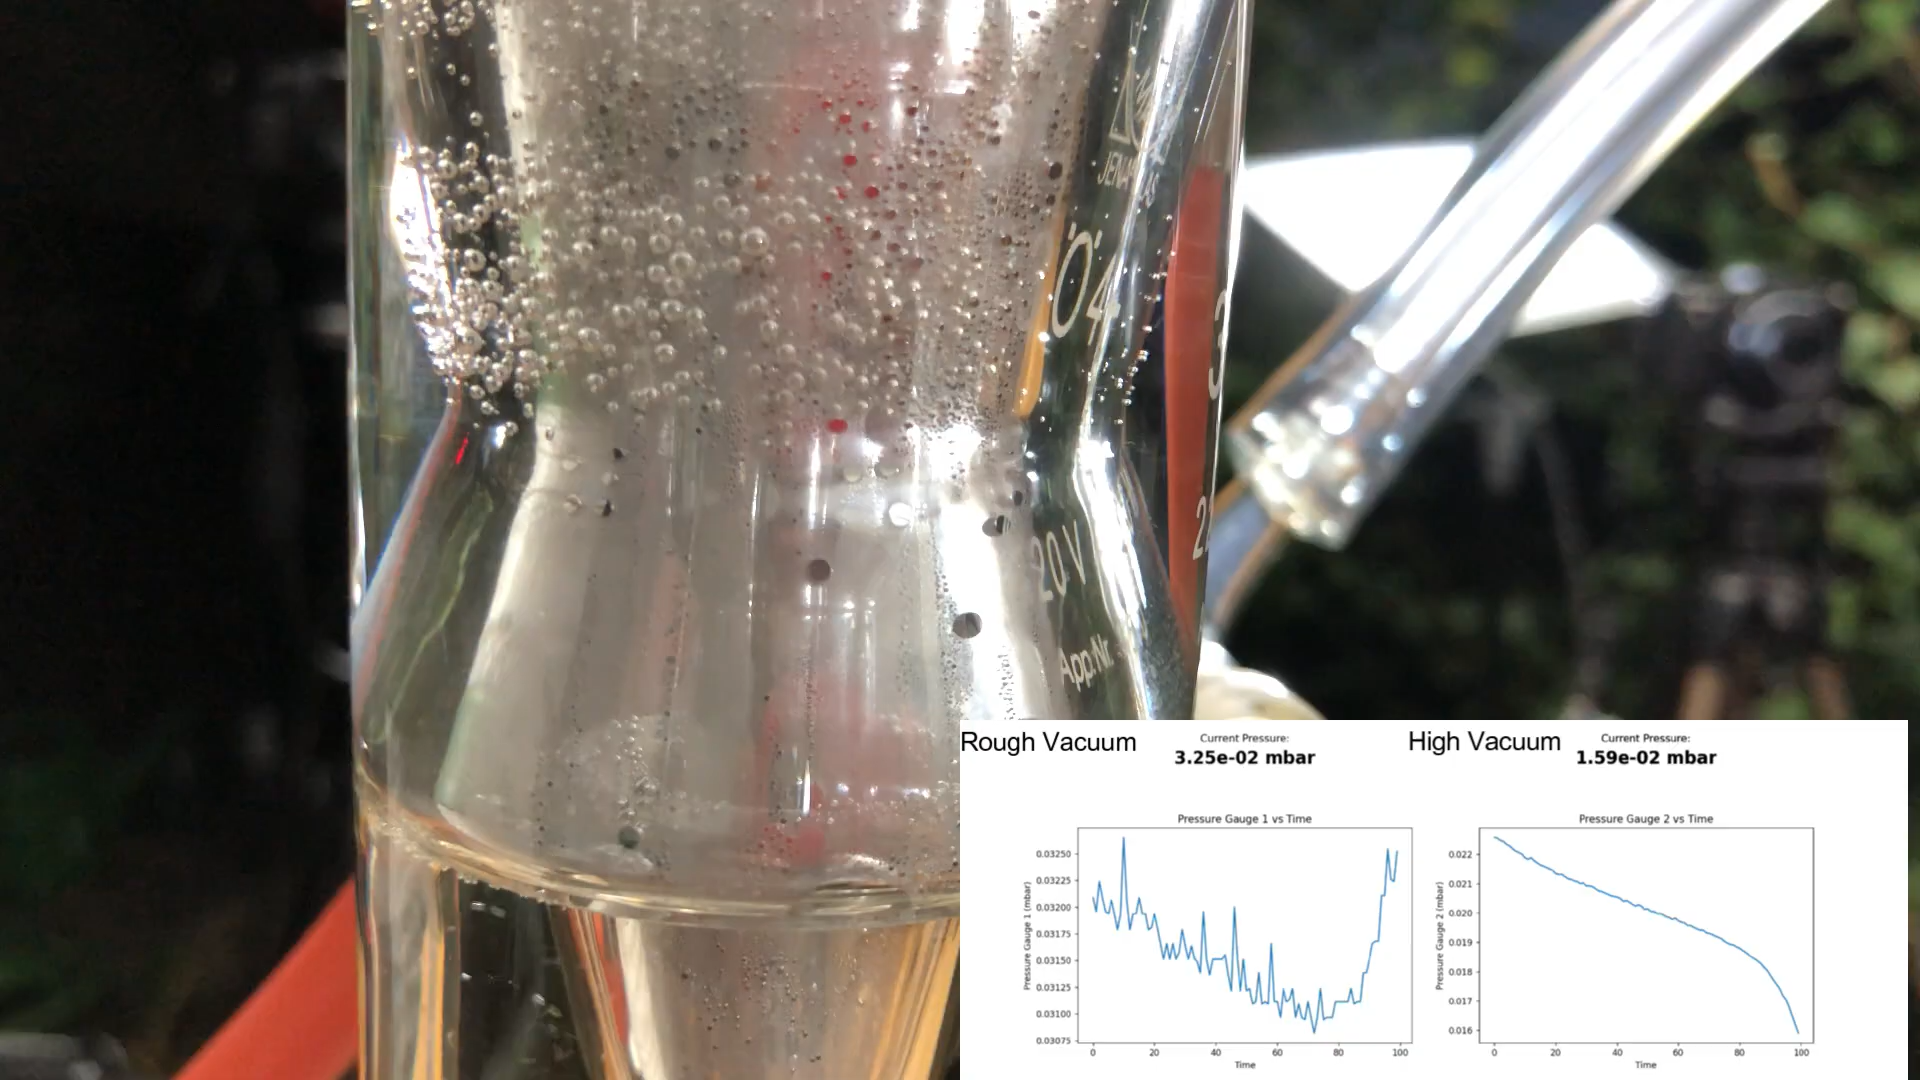 JENA
04
3
20 V
App.Nr.
Rough Vacuum
Current Pressure:
3.25e-02 mbar
High Vacuum
Current Pressure:
1.59e-02 mbar
Pressure Gauge 1 vs Time
Pressure Gauge 1 (mbar)
0.03250
0.03225
0.03200
0.03175
0.03150
0.03125
0.03100
0.03075
0 20 40 60 80 100
Time
Pressure Gauge 2 vs Time
Pressure Gauge 2 (mbar)
0.022
0.021
0.020
0.019
0.018
0.017
0.016
0 20 40 60 80 100
Time